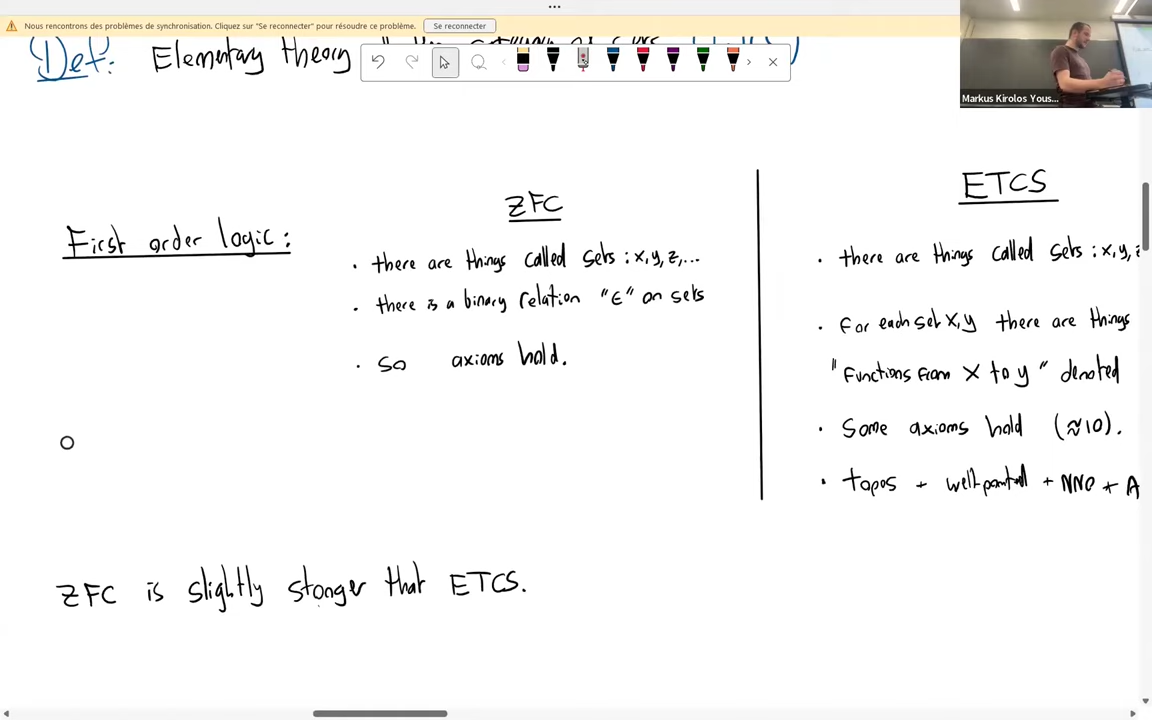 Nous rencontrons des problèmes de synchronisation. Cliquez sur "Se reconnecter" pour résoudre ce problème. Se reconnecter
Def: Elementary theory
Markus Kirolos Yous...
First order logic:
ZFC
. there are things called sets : x, y, z, ...
. there is a binary relation "∈" on sets
. so axioms hold.
ETCS
. there are things called sets : x, y, z
. For each set x, y there are things
"functions from X to y" denoted
. Some axioms hold (≈10).
. topos + well-pointed + NNO + A
ZFC is slightly stonger that ETCS.